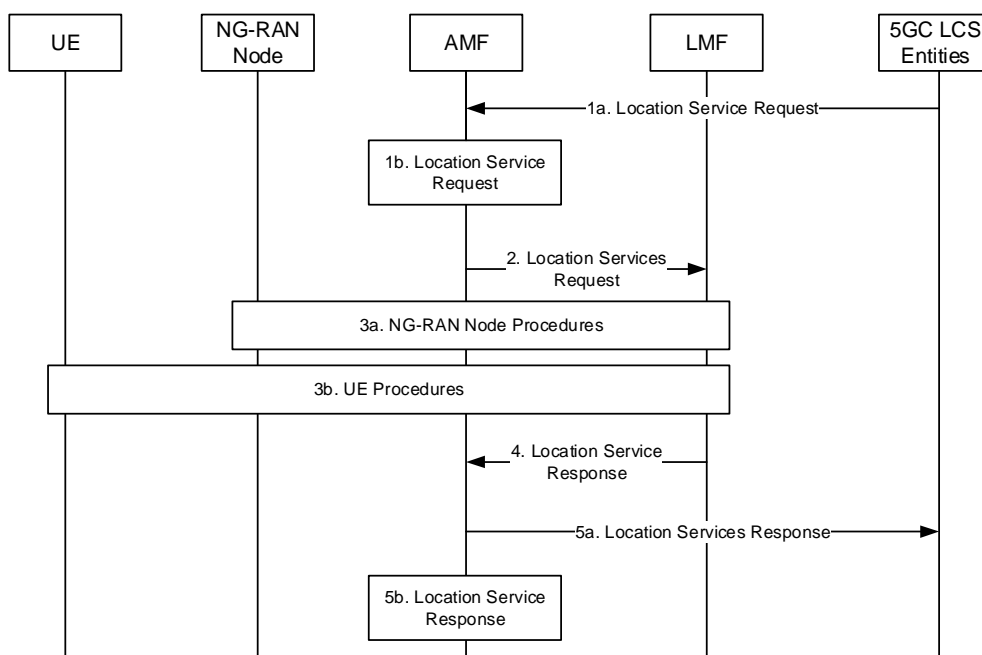 UE
NG-RAN
Node
AMF
LMF
5GC LCS
Entities
1a. Location Service Request
1b. Location Service
Request
2. Location Services
Request
3a. NG-RAN Node Procedures
3b. UE Procedures
4. Location Service
Response
5a. Location Services Response
5b. Location Service
Response